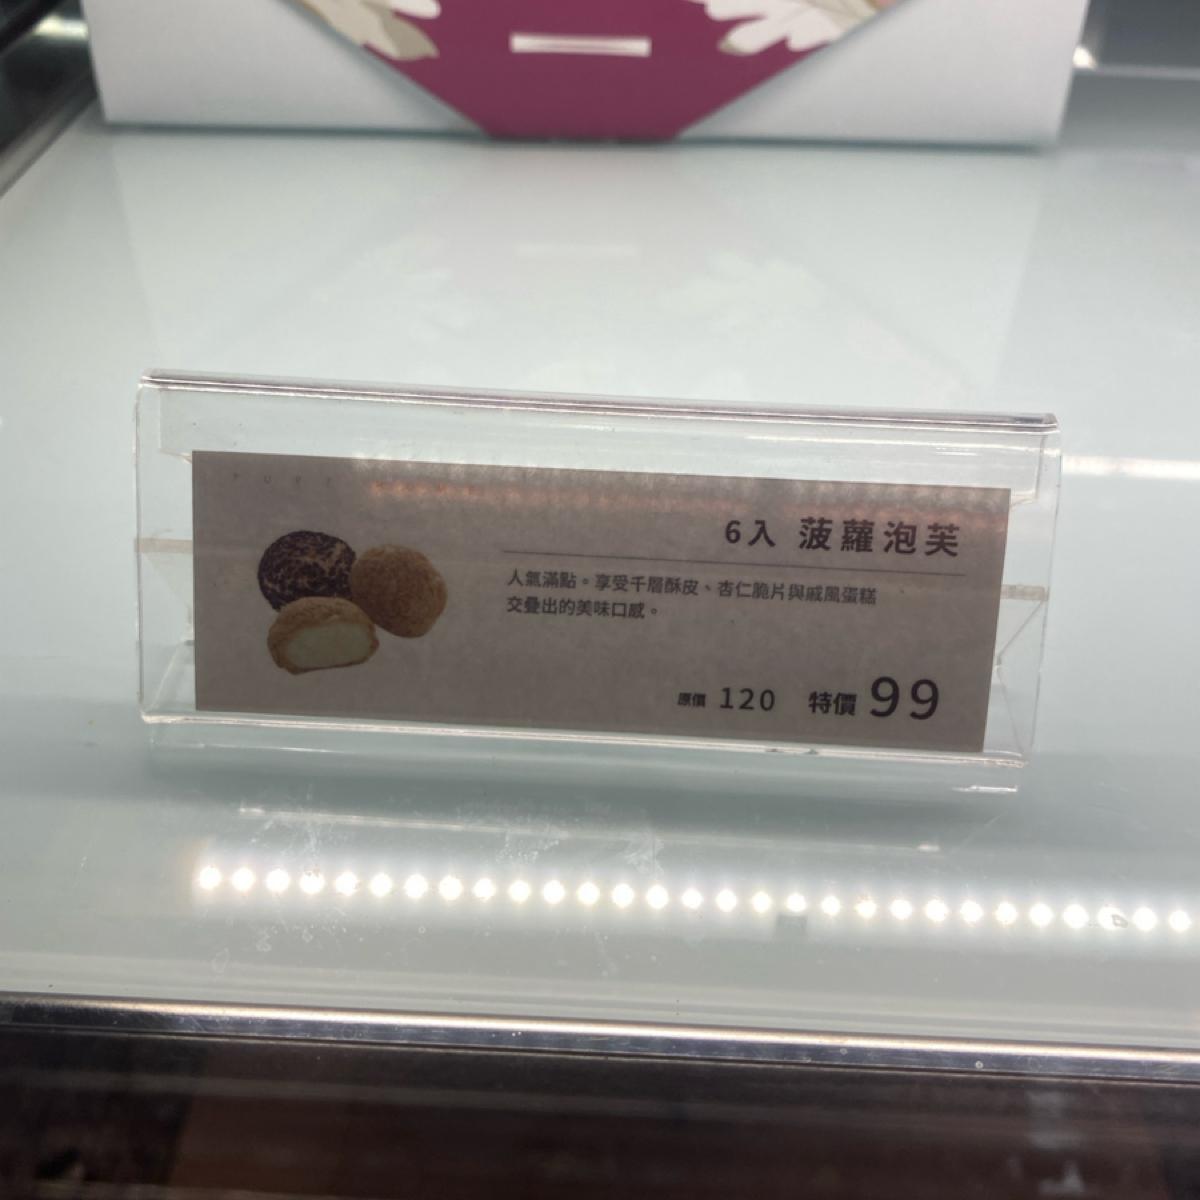 PUFF
6入 菠蘿泡芙
人氣滿點。享受千層酥皮、杏仁脆片與戚風蛋糕
交疊出的美味口感。
原價 120 特價 99